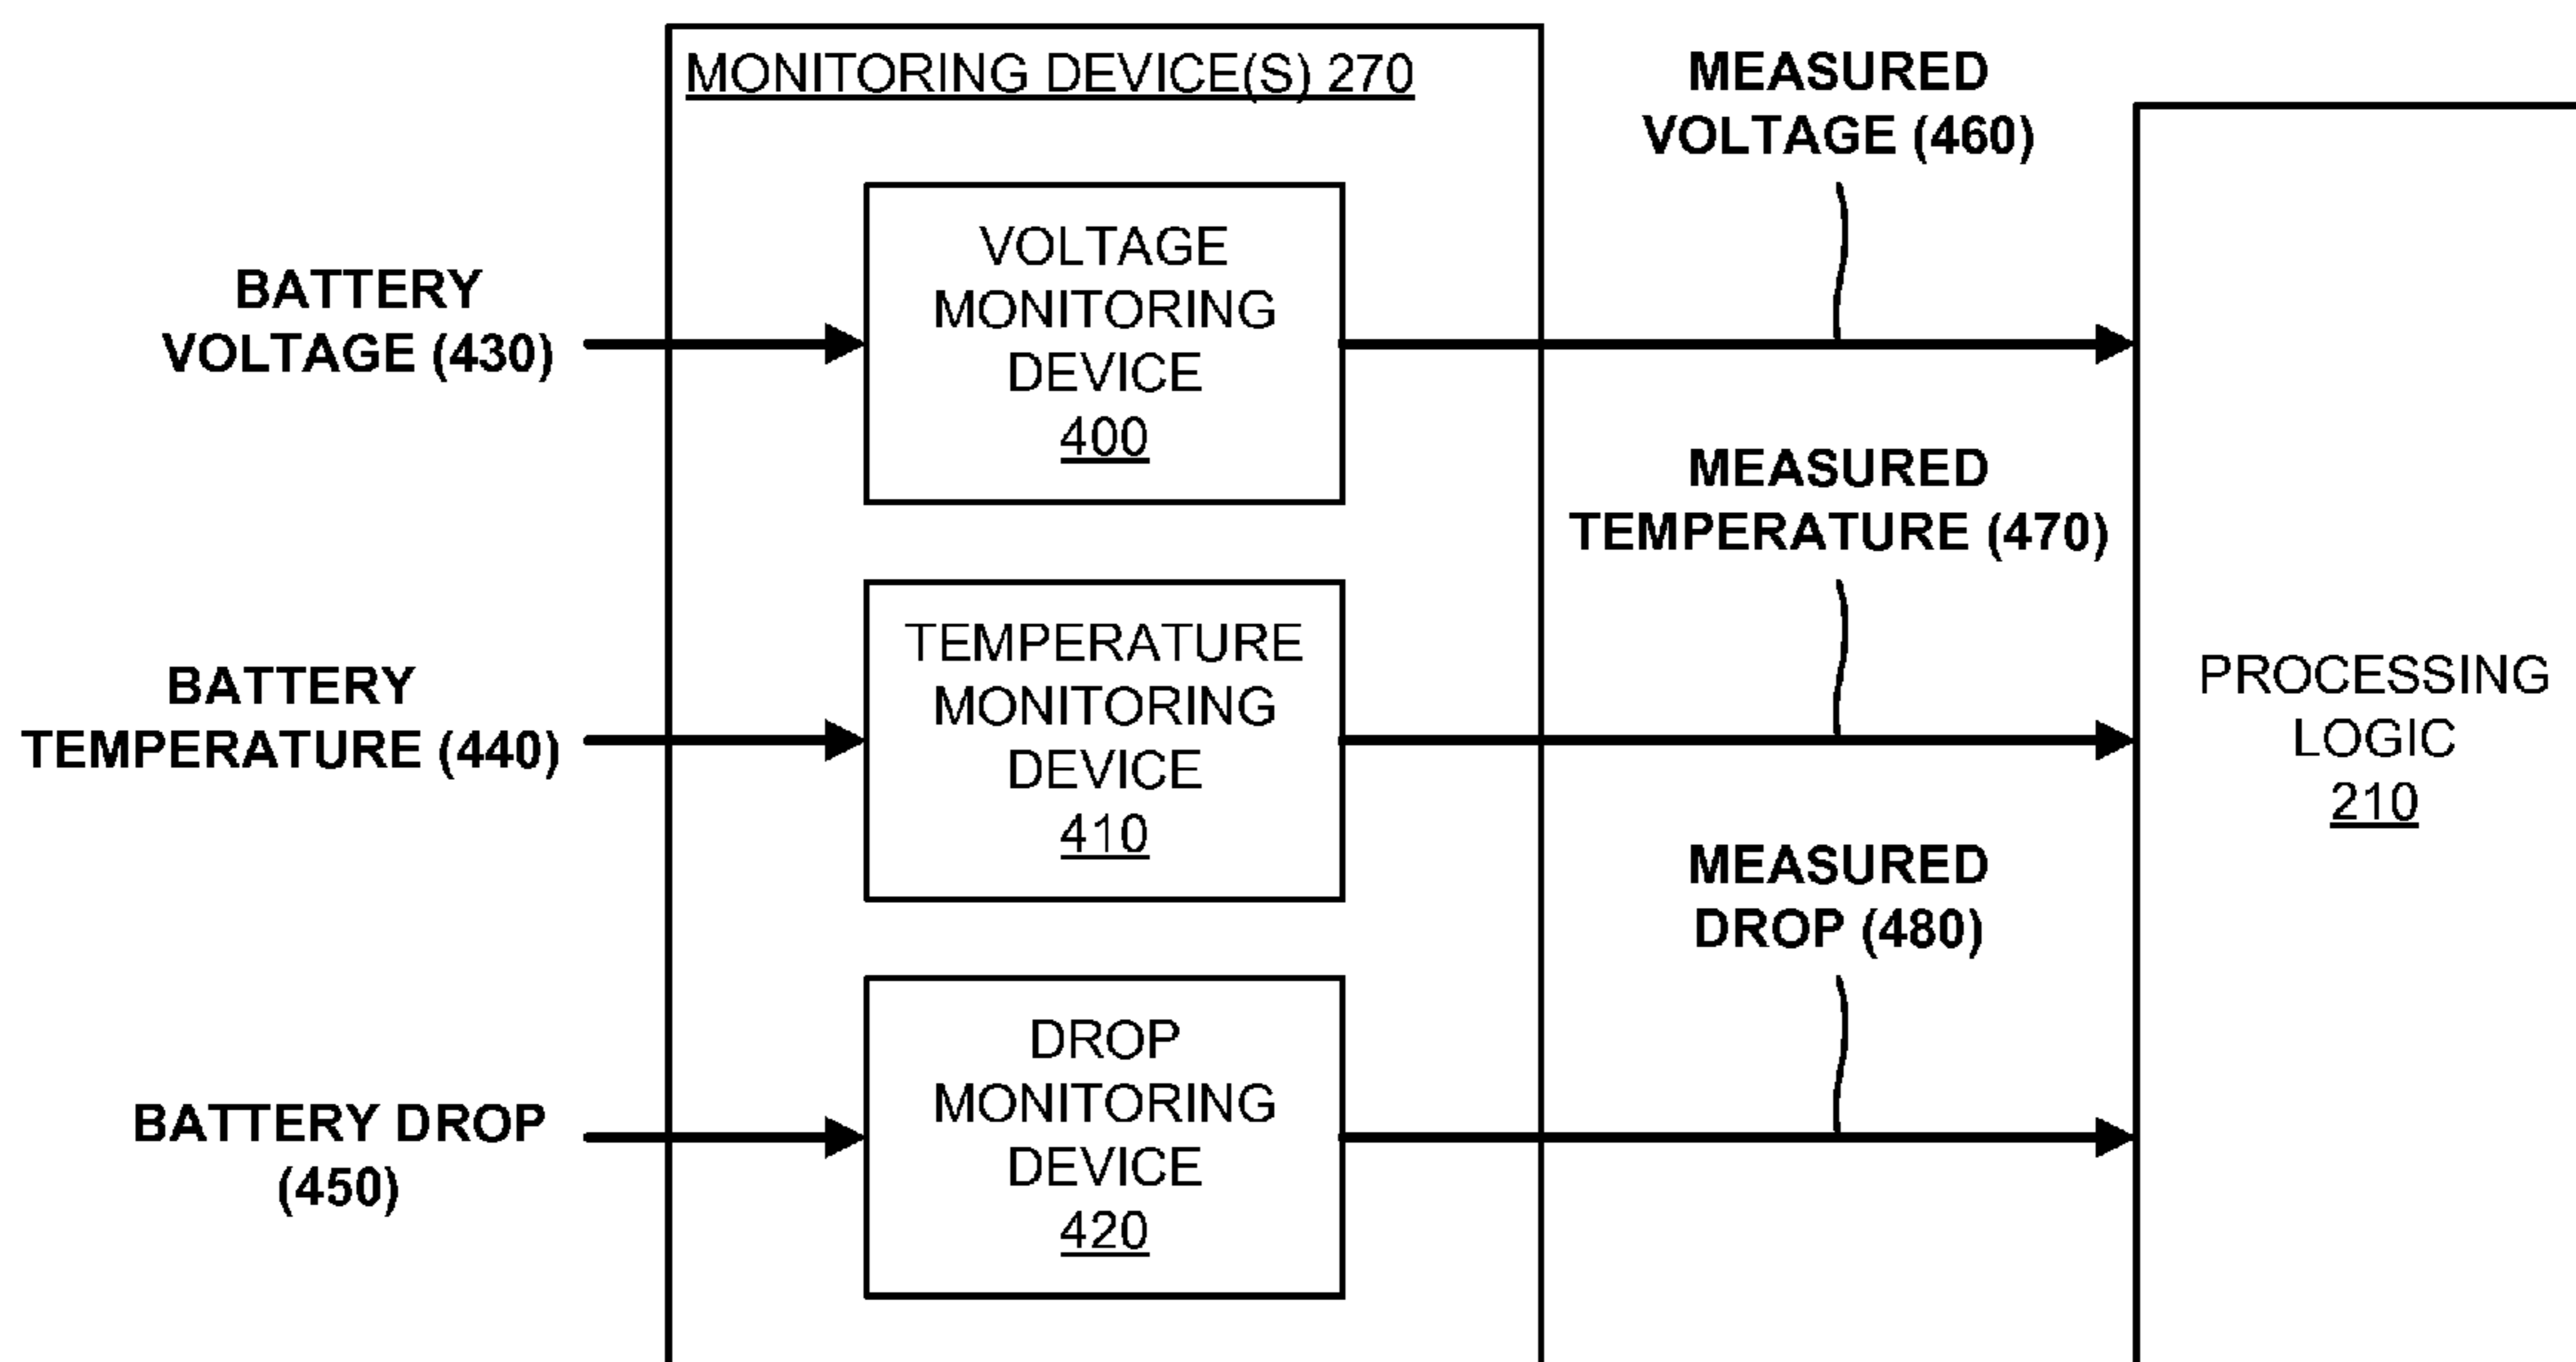 MONITORING DEVICE(S) 270
MEASURED
VOLTAGE (460)
BATTERY
VOLTAGE (430)
VOLTAGE
MONITORING
DEVICE
400
MEASURED
TEMPERATURE (470)
BATTERY
TEMPERATURE (440)
TEMPERATURE
MONITORING
DEVICE
410
PROCESSING
LOGIC
210
MEASURED
DROP (480)
BATTERY DROP
(450)
DROP
MONITORING
DEVICE
420